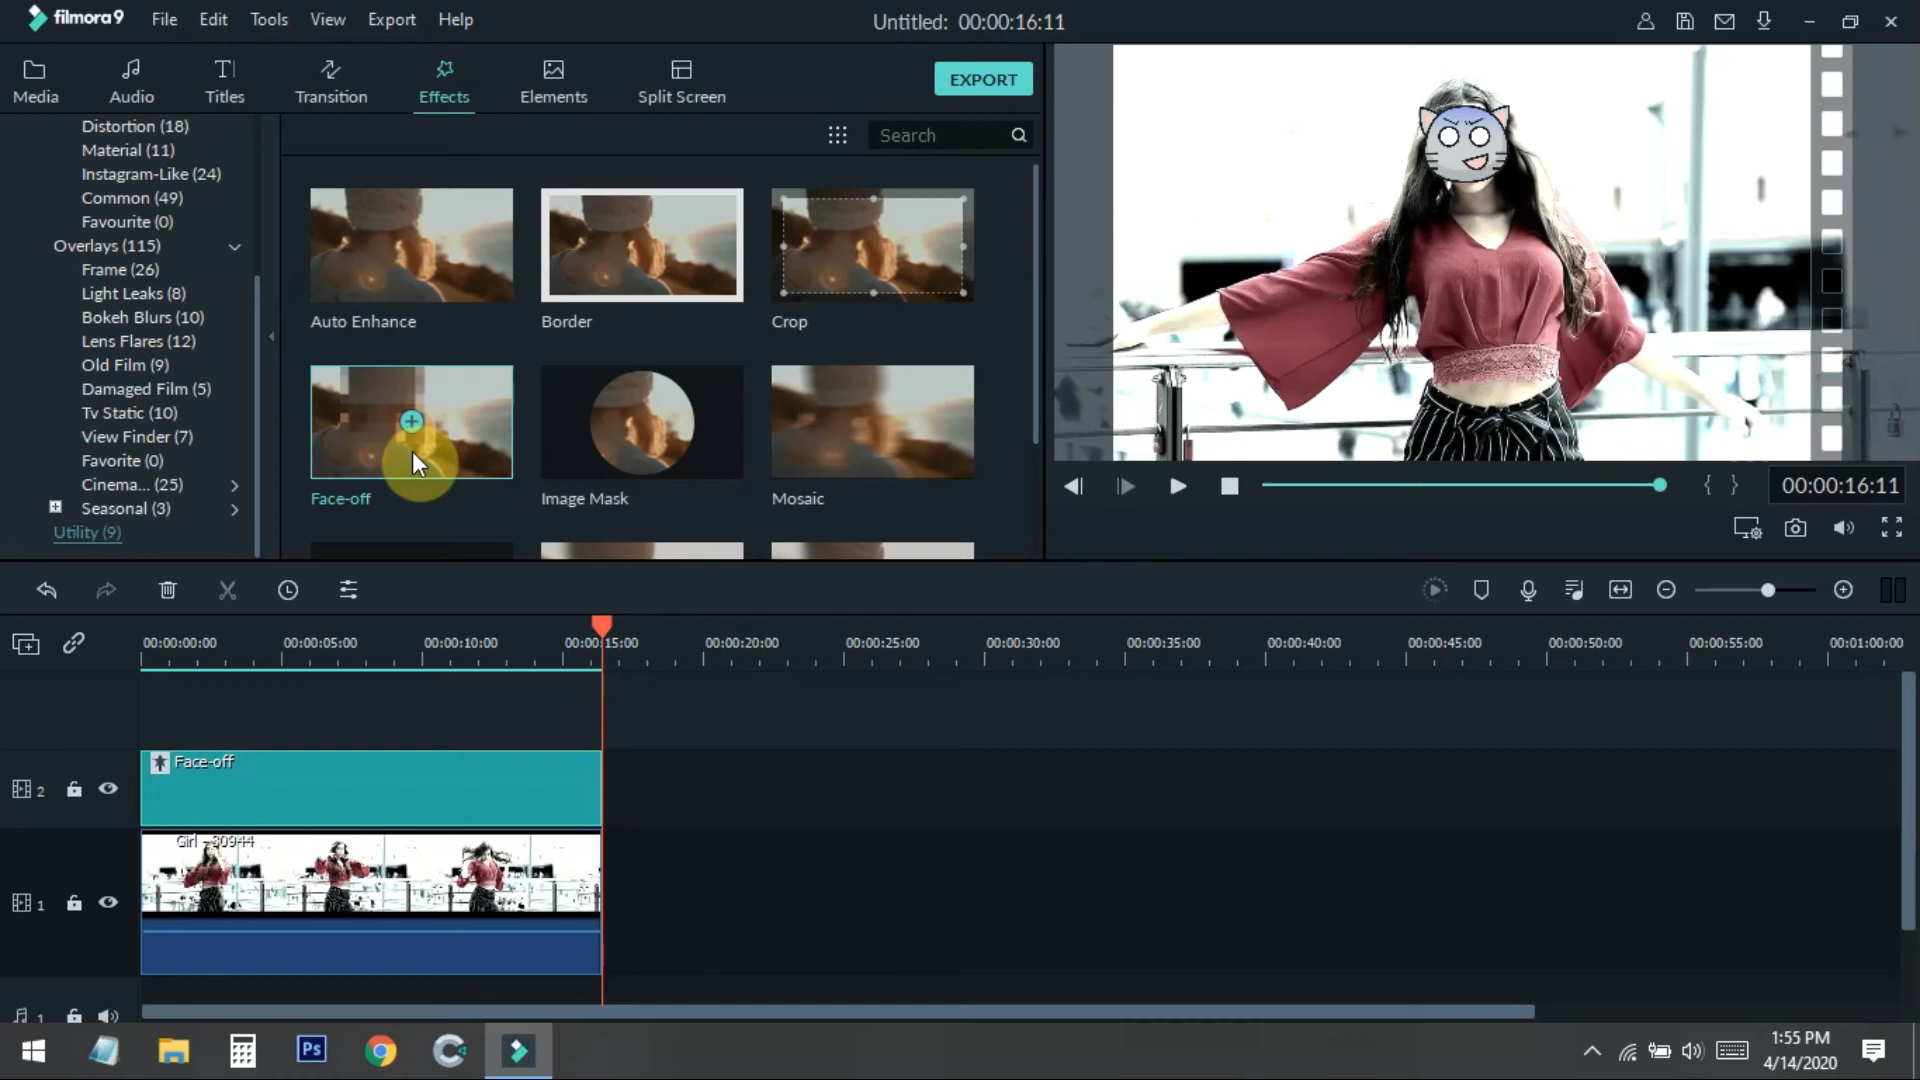 filmora9 File Edit Tools View Export Help Untitled: 00:00:16:11
Media Audio Titles Transition Effects Elements Split Screen EXPORT
Search
Distortion (18)
Material (11)
Instagram-Like (24)
Common (49)
Favourite (0)
Overlays (115)
Frame (26)
Light Leaks (8)
Bokeh Blurs (10)
Lens Flares (12)
Old Film (9)
Damaged Film (5)
Tv Static (10)
View Finder (7)
Favorite (0)
Cinema... (25)
Seasonal (3)
Utility (9)
Auto Enhance Border Crop
Face-off Image Mask Mosaic
00:00:16:11
00:00:00:00 00:00:05:00 00:00:10:00 00:00:15:00 00:00:20:00 00:00:25:00 00:00:30:00 00:00:35:00 00:00:40:00 00:00:45:00 00:00:50:00 00:00:55:00 00:01:00:00
Face-off
2
Girl - 30944
1
1
Ps
1:55 PM
4/14/2020